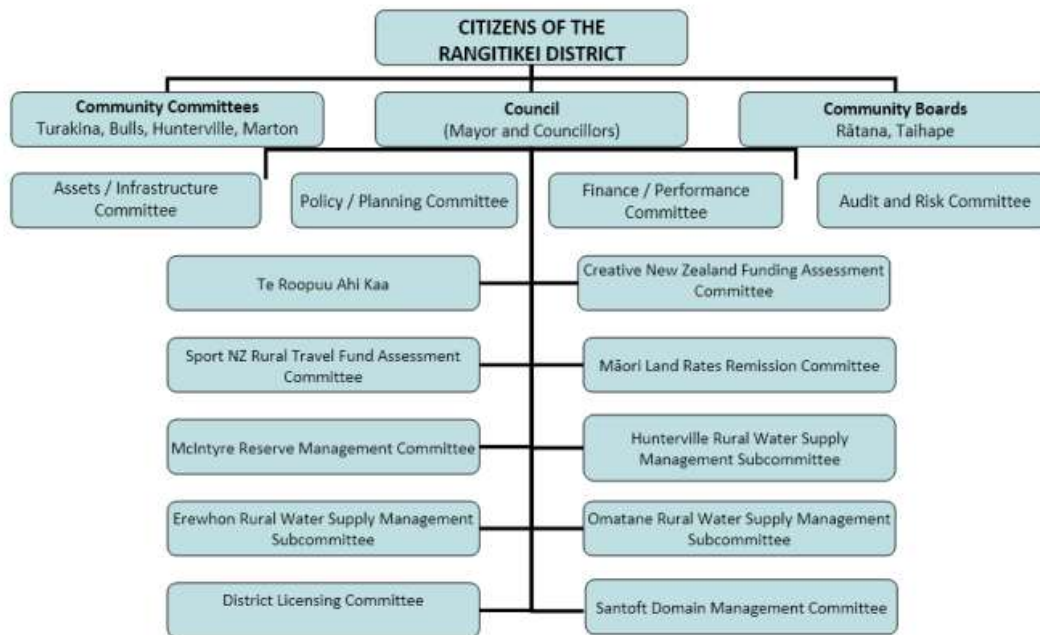 CITIZENS OF THE
RANGITIKEI DISTRICT
Community Committees
Turakina, Bulls, Hunterville, Marton
Council
(Mayor and Councillors)
Community Boards
Rātana, Taihape
Assets / Infrastructure
Committee
Policy / Planning Committee
Finance / Performance
Committee
Audit and Risk Committee
Te Roopuu Ahi Kaa
Creative New Zealand Funding Assessment
Committee
Sport NZ Rural Travel Fund Assessment
Committee
Māori Land Rates Remission Committee
McIntyre Reserve Management Committee
Hunterville Rural Water Supply
Management Subcommittee
Erewhon Rural Water Supply Management
Subcommittee
Omatane Rural Water Supply Management
Subcommittee
District Licensing Committee
Santoft Domain Management Committee